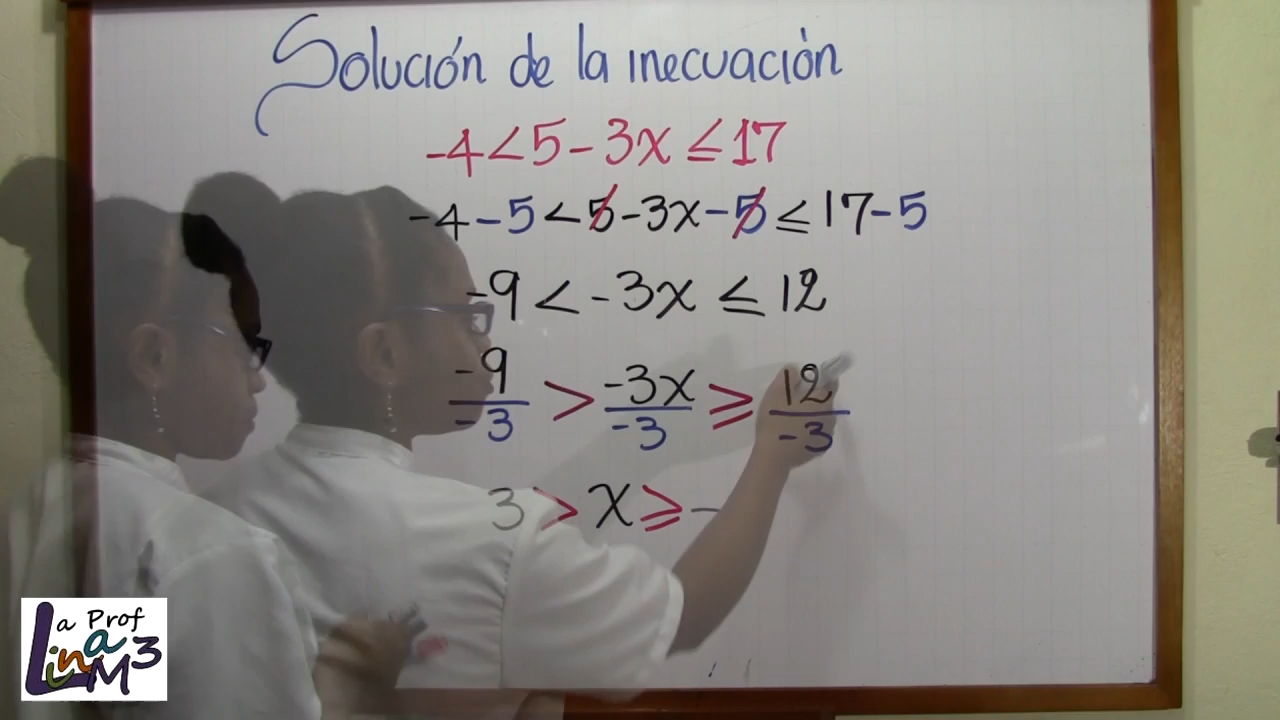 Solución de la inecuaciòn
-4<5-3x≤17
-4-5<5-3x-5≤17-5
-9<-3x≤12
-9/-3 > -3x/-3 ≥ 12/-3
3>x≥-
La Prof
Lina M3